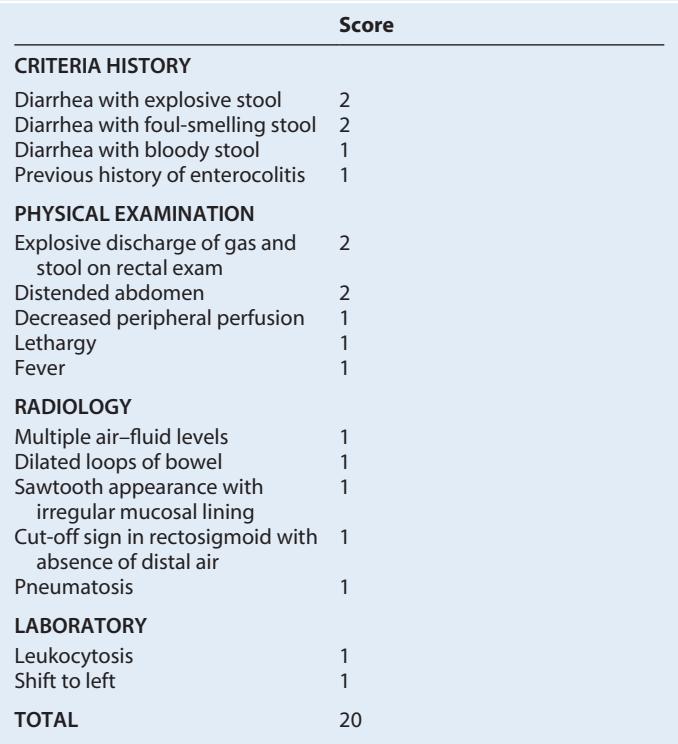 Score
CRITERIA HISTORY
Diarrhea with explosive stool 2
Diarrhea with foul-smelling stool 2
Diarrhea with bloody stool 1
Previous history of enterocolitis 1
PHYSICAL EXAMINATION
Explosive discharge of gas and 2
stool on rectal exam
Distended abdomen 2
Decreased peripheral perfusion 1
Lethargy 1
Fever 1
RADIOLOGY
Multiple air–fluid levels 1
Dilated loops of bowel 1
Sawtooth appearance with 1
irregular mucosal lining
Cut-off sign in rectosigmoid with 1
absence of distal air
Pneumatosis 1
LABORATORY
Leukocytosis 1
Shift to left 1
TOTAL 20